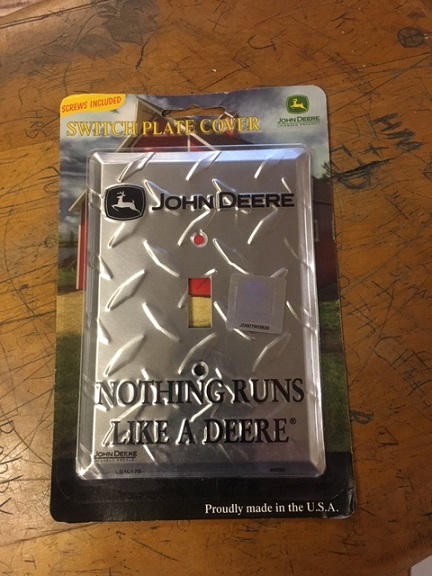 SCREWS INCLUDED
SWITCH PLATE COVER
JOHN DEERE
JOHN DEERE
NOTHING RUNS
LIKE A DEERE®
JOHN DEERE
Proudly made in the U.S.A.